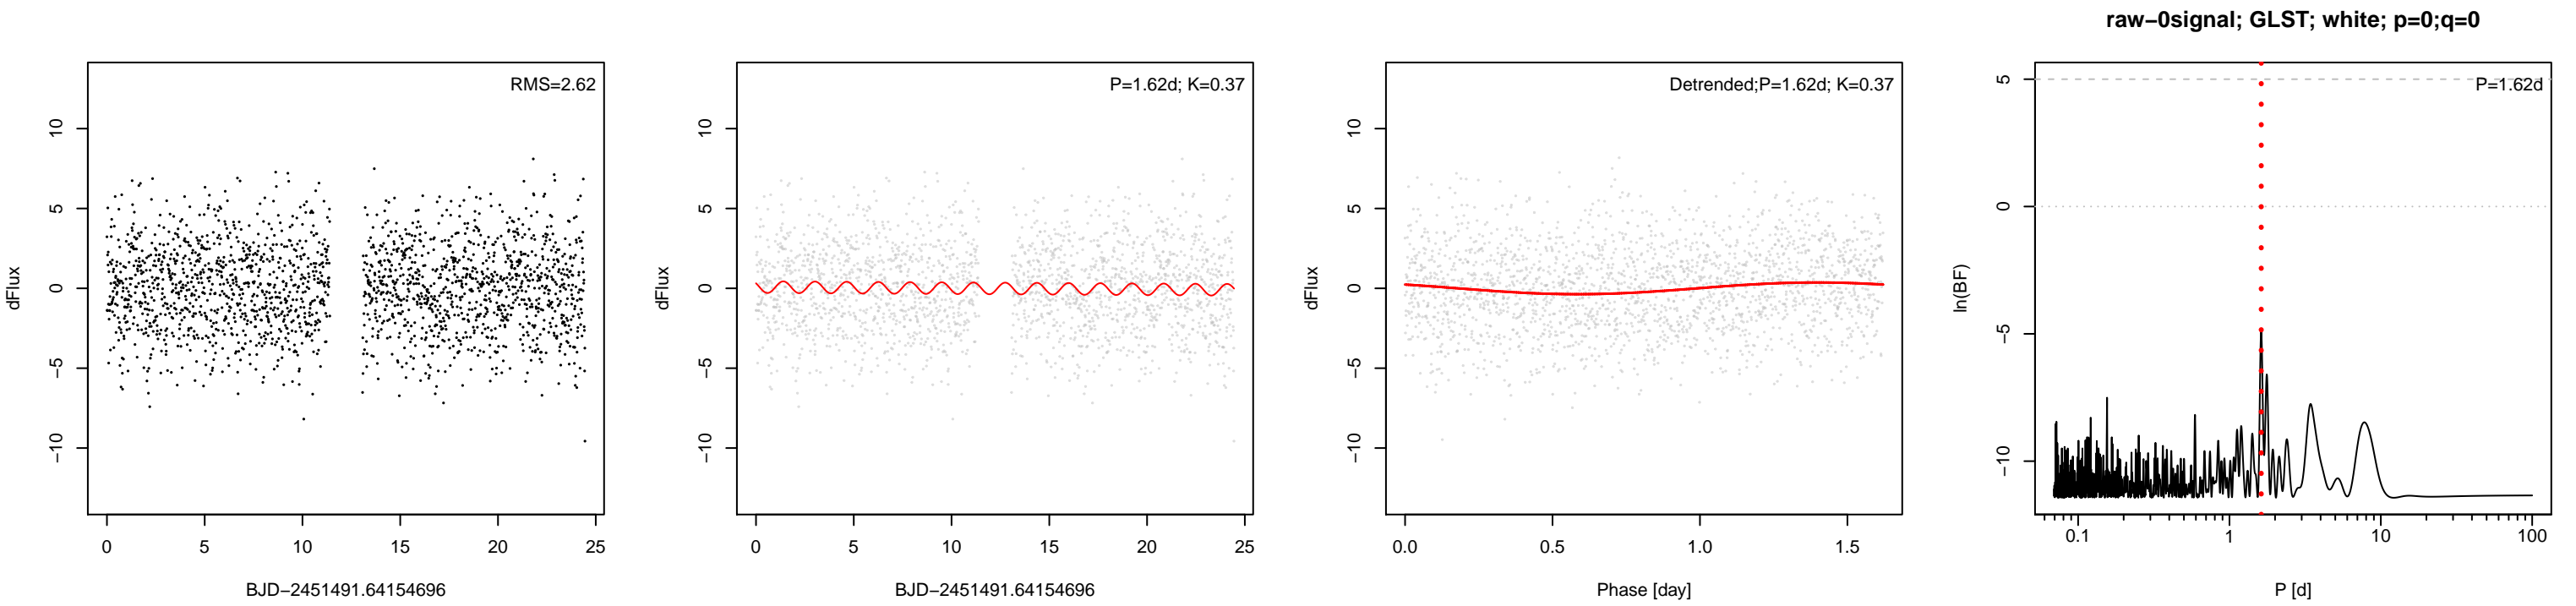 raw−0signal; GLST; white; p=0;q=0
RMS=2.62
dFlux
10
5
0
−5
−10
0 5 10 15 20 25
BJD−2451491.64154696
P=1.62d; K=0.37
dFlux
10
5
0
−5
−10
0 5 10 15 20 25
BJD−2451491.64154696
Detrended;P=1.62d; K=0.37
dFlux
10
5
0
−5
−10
0.0 0.5 1.0 1.5
Phase [day]
P=1.62d
ln(BF)
5
0
−5
−10
0.1 1 10 100
P [d]